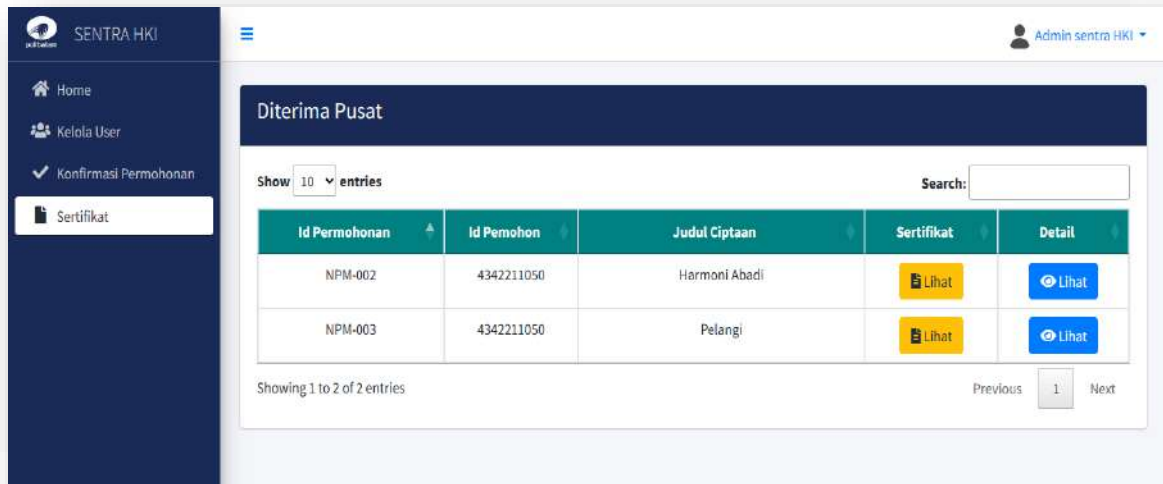 SENTRA HKI
Admin sentra HKI
Home
Kelola User
Konfirmasi Permohonan
Sertifikat
Diterima Pusat
Show 10 entries
Search:
Id Permohonan Id Pemohon Judul Ciptaan Sertifikat Detail
NPM-002 4342211050 Harmoni Abadi Lihat Lihat
NPM-003 4342211050 Pelangi Lihat Lihat
Showing 1 to 2 of 2 entries
Previous 1 Next